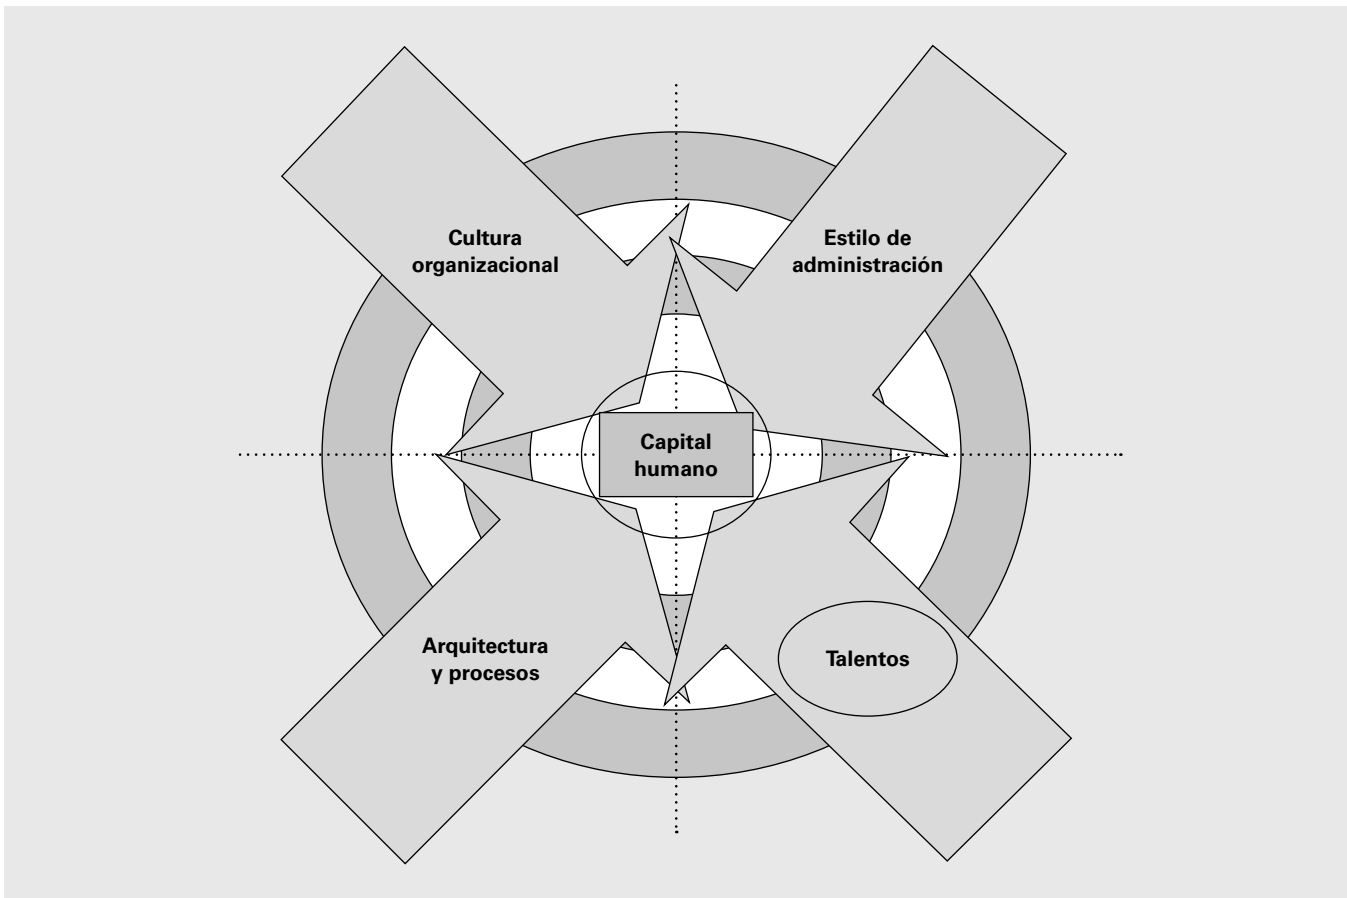 Cultura
organizacional
Estilo de
administración
Capital
humano
Arquitectura
y procesos
Talentos